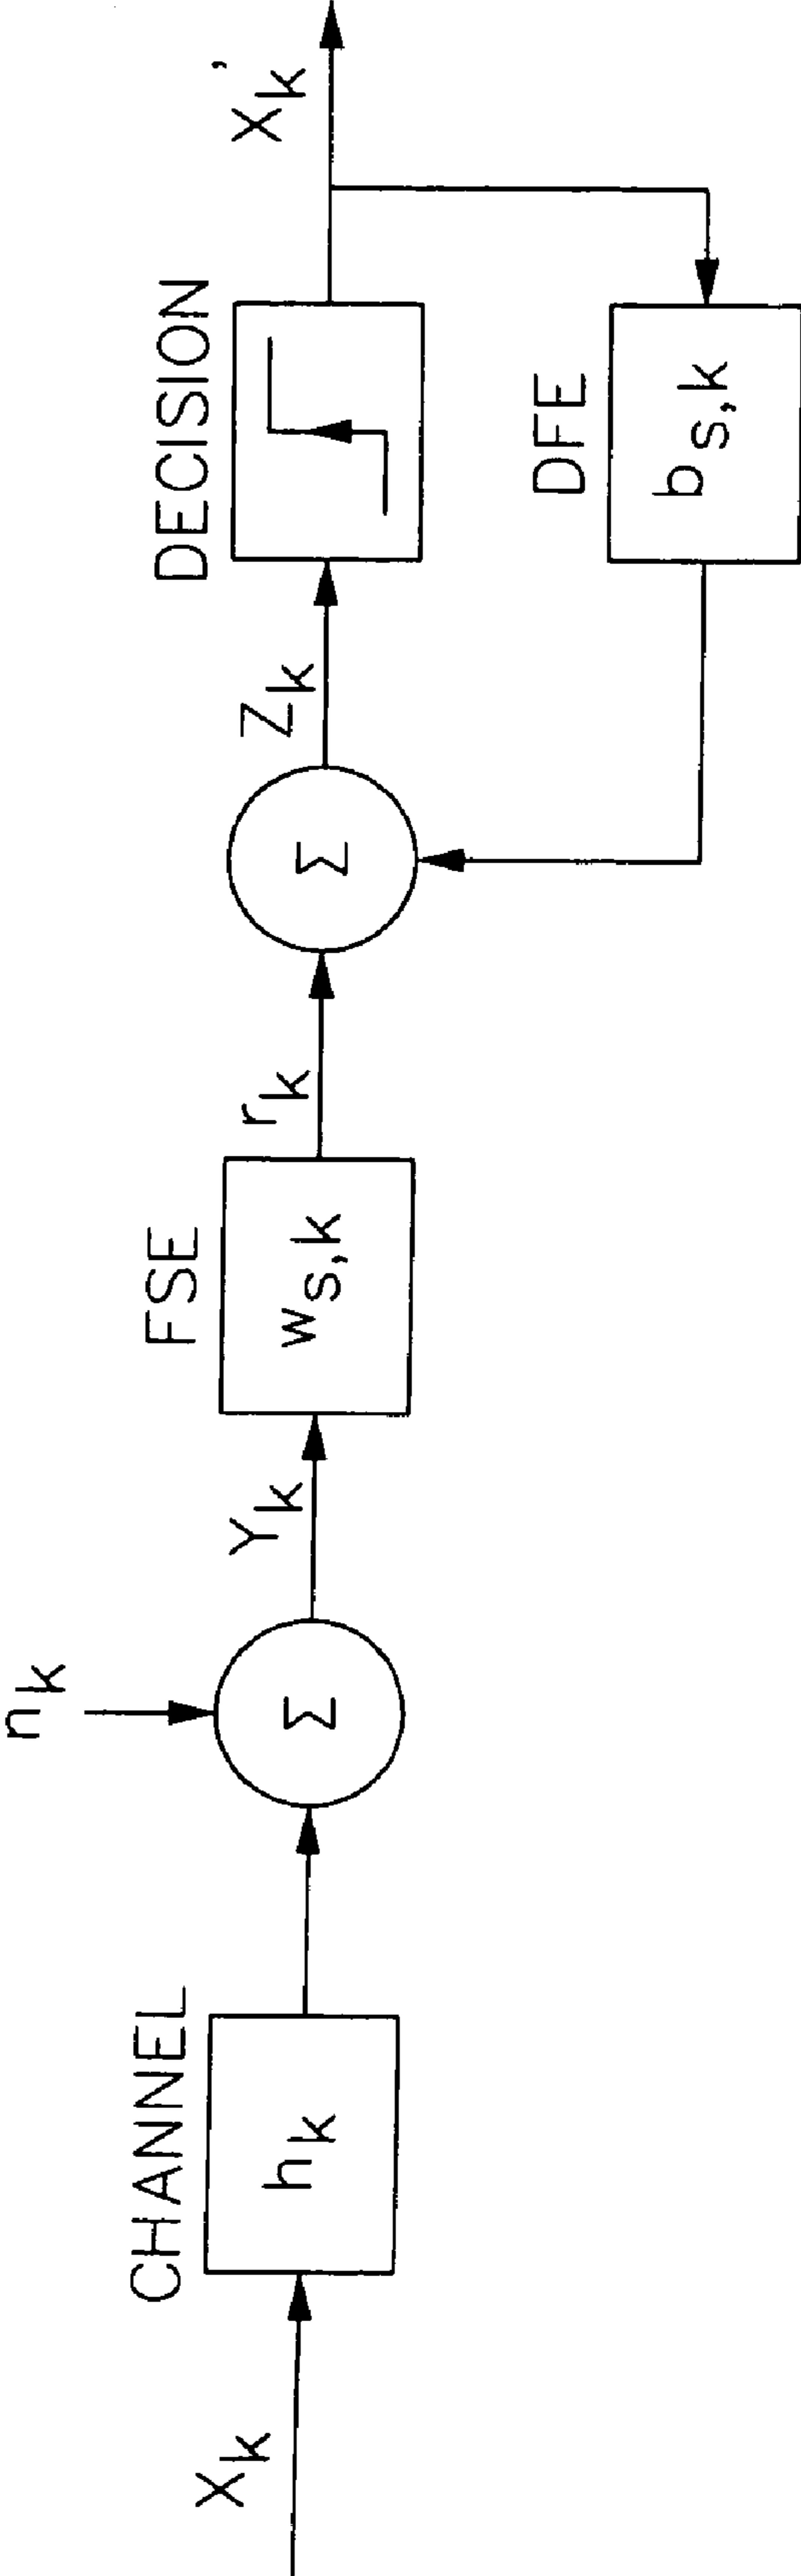 X_k
CHANNEL
h_k
n_k
Σ
Y_k
FSE
w_s,k
r_k
Σ
Z_k
DECISION
X_k'
DFE
b_s,k